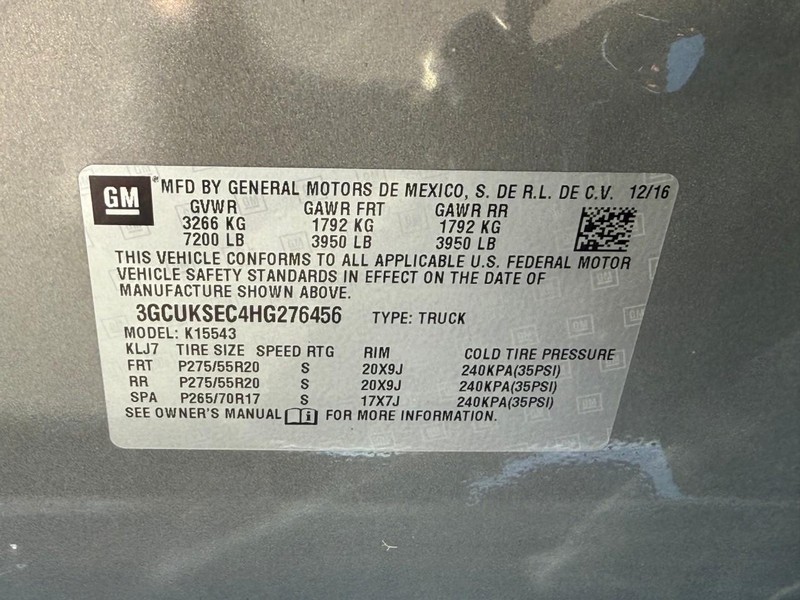 GM
MFD BY GENERAL MOTORS DE MEXICO, S. DE R.L. DE C.V. 12/16
GVWR GAWR FRT GAWR RR
3266 KG 1792 KG 1792 KG
7200 LB 3950 LB 3950 LB
THIS VEHICLE CONFORMS TO ALL APPLICABLE U.S. FEDERAL MOTOR
VEHICLE SAFETY STANDARDS IN EFFECT ON THE DATE OF
MANUFACTURE SHOWN ABOVE.
3GCUKSEC4HG276456 TYPE: TRUCK
MODEL: K15543
KLJ7 TIRE SIZE SPEED RTG RIM COLD TIRE PRESSURE
FRT P275/55R20 S 20X9J 240KPA(35PSI)
RR P275/55R20 S 20X9J 240KPA(35PSI)
SPA P265/70R17 S 17X7J 240KPA(35PSI)
SEE OWNER'S MANUAL i FOR MORE INFORMATION.